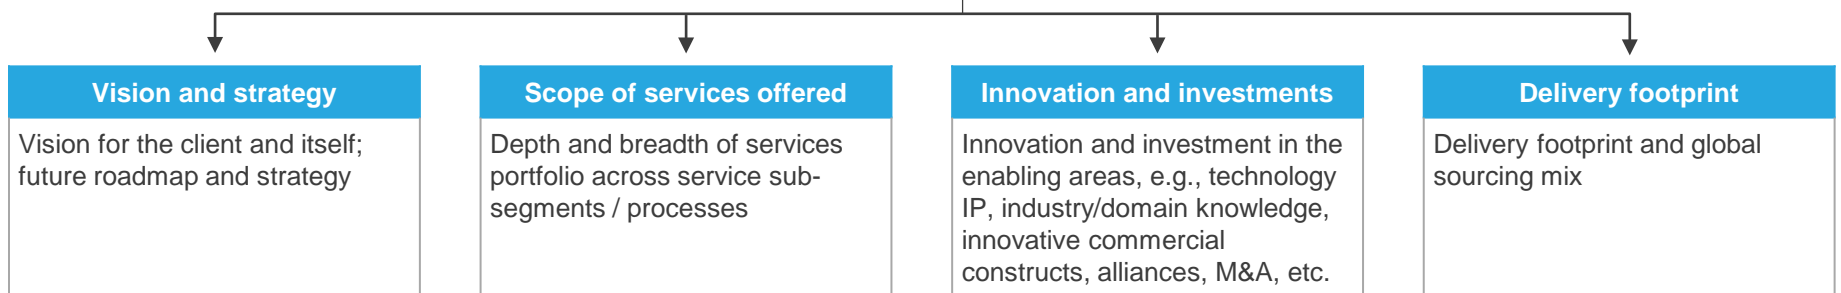 Vision and strategy
Vision for the client and itself;
future roadmap and strategy
Scope of services offered
Depth and breadth of services
portfolio across service sub-
segments / processes
Innovation and investments
Innovation and investment in the
enabling areas, e.g., technology
IP, industry/domain knowledge,
innovative commercial
constructs, alliances, M&A, etc.
Delivery footprint
Delivery footprint and global
sourcing mix